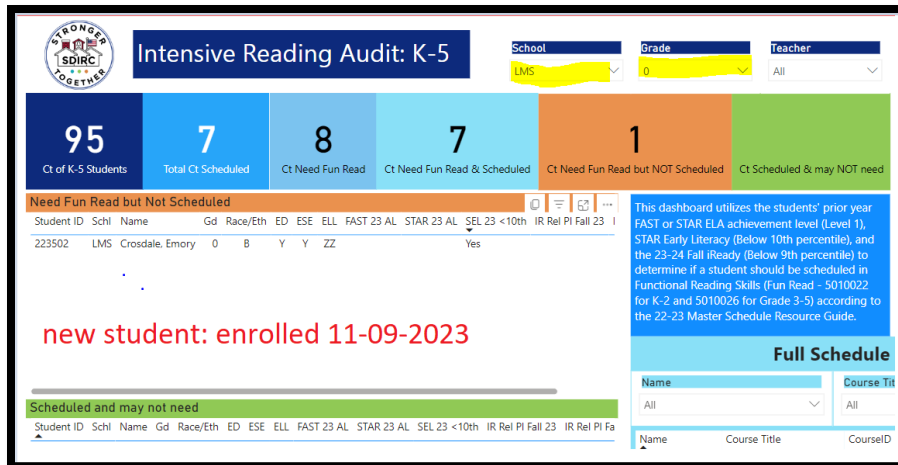 STRONGER
SDIRC
TOGETHER
Intensive Reading Audit: K-5
School
Grade
Teacher
LMS
0
All
95
Ct of K-5 Students
7
Total Ct Scheduled
8
Ct Need Fun Read
7
Ct Need Fun Read & Scheduled
1
Ct Need Fun Read but NOT Scheduled
Ct Scheduled & may NOT need
Need Fun Read but Not Scheduled
Student ID Schl Name Gd Race/Eth ED ESE ELL FAST 23 AL STAR 23 AL SEL 23 <10th IR Rel Pl Fall 23 I
223502 LMS Crosdale, Emory 0 B Y Y ZZ Yes
new student: enrolled 11-09-2023
This dashboard utilizes the students' prior year
FAST or STAR ELA achievement level (Level 1),
STAR Early Literacy (Below 10th percentile), and
the 23-24 Fall iReady (Below 9th percentile) to
determine if a student should be scheduled in
Functional Reading Skills (Fun Read - 5010022
for K-2 and 5010026 for Grade 3-5) according to
the 22-23 Master Schedule Resource Guide.
Full Schedule
Name
Course Tit
All
All
Name Course Title CourseID
Scheduled and may not need
Student ID Schl Name Gd Race/Eth ED ESE ELL FAST 23 AL STAR 23 AL SEL 23 <10th IR Rel Pl Fall 23 IR Rel Pl Fa